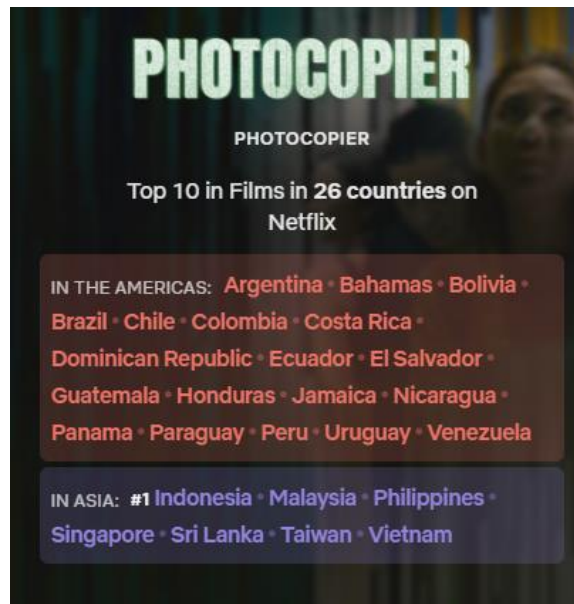 PHOTOCOPIER
PHOTOCOPIER
Top 10 in Films in 26 countries on
Netflix
IN THE AMERICAS: Argentina • Bahamas • Bolivia •
Brazil • Chile • Colombia • Costa Rica •
Dominican Republic • Ecuador • El Salvador •
Guatemala • Honduras • Jamaica • Nicaragua •
Panama • Paraguay • Peru • Uruguay • Venezuela
IN ASIA: #1 Indonesia • Malaysia • Philippines •
Singapore • Sri Lanka • Taiwan • Vietnam